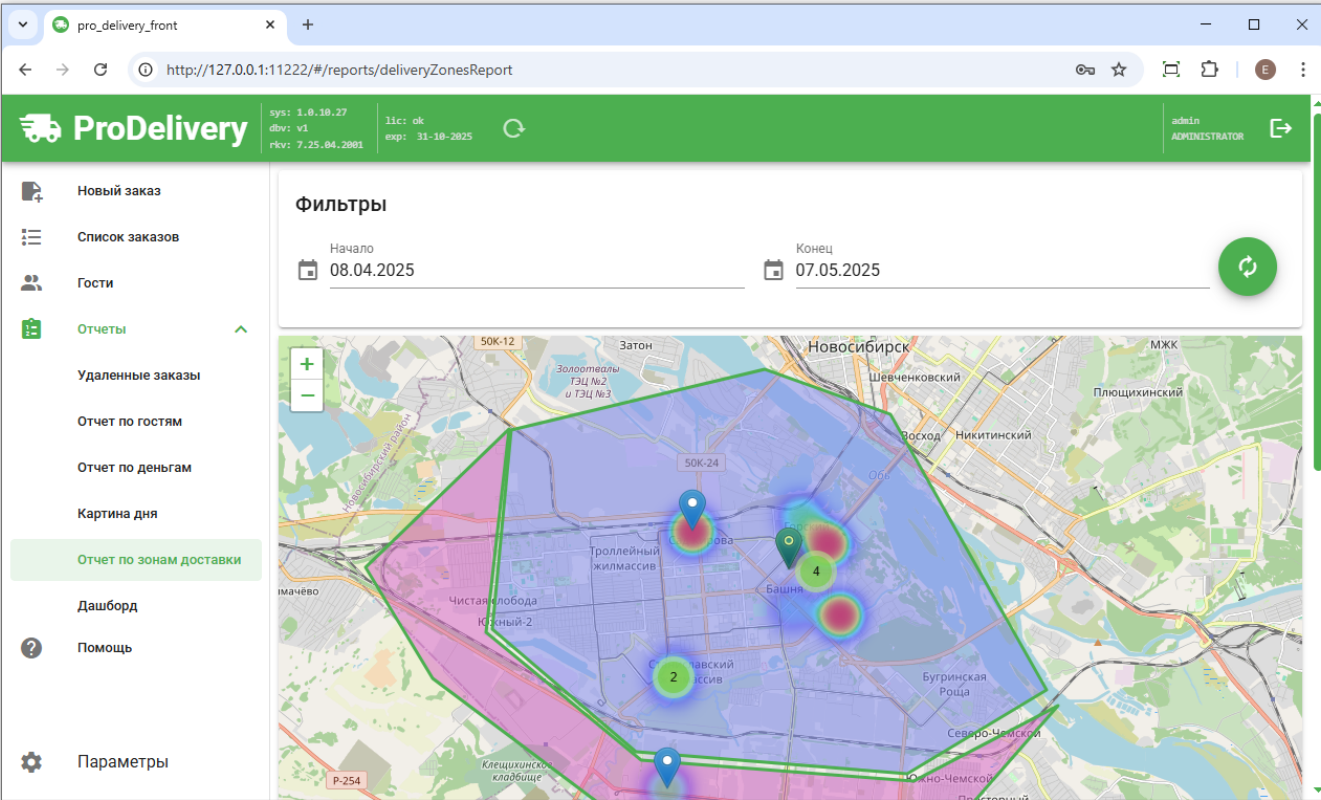 pro_delivery_front
http://127.0.0.1:11222/#/reports/deliveryZonesReport
E
ProDelivery
sys: 1.0.10.27
dbv: v1
rkv: 7.25.04.2001
lic: ok
exp: 31-10-2025
admin
ADMINISTRATOR
Новый заказ
Список заказов
Гости
Отчеты
Удаленные заказы
Отчет по гостям
Отчет по деньгам
Картина дня
Отчет по зонам доставки
Дашборд
Помощь
Параметры
Фильтры
Начало
08.04.2025
Конец
07.05.2025
+
−
50К-12
Затон
Новосибирск
МЖК
Золоотвалы
ТЭЦ №2
и ТЭЦ №3
Шевченковский
Плющихинский
Новосибирский район
Восход
Никитинский
50К-24
Обь
Троллейный
жилмассив
4
Башня
Чистая слобода
Южный-2
2
Бугринская
Роща
Северо-Чемской
Клещихинское
кладбище
Р-254
Южно-Чемской
Просторный